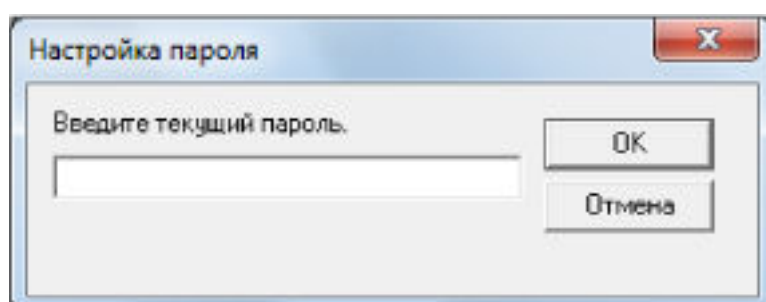 Настройка пароля
Введите текущий пароль.
OK
Отмена